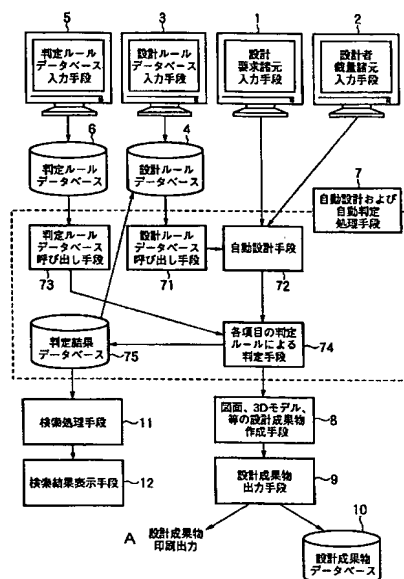 5
3
1
2
判定ルール
データベース
入力手段
設計ルール
データベース
入力手段
設計
要求諸元
入力手段
設計者
裁量諸元
入力手段
6
4
判定ルール
データベース
設計ルール
データベース
7
自動設計および
自動判定
処理手段
判定ルール
データベース
呼び出し手段
設計ルール
データベース
呼び出し手段
自動設計手段
73
71
72
判定結果
データベース
75
各項目の判定
ルールによる
判定手段
74
検索処理手段
11
図面、3Dモデル、
等の設計成果物
作成手段
8
検索結果表示手段
12
設計成果物
出力手段
9
A
設計成果物
印刷出力
10
設計成果物
データベース